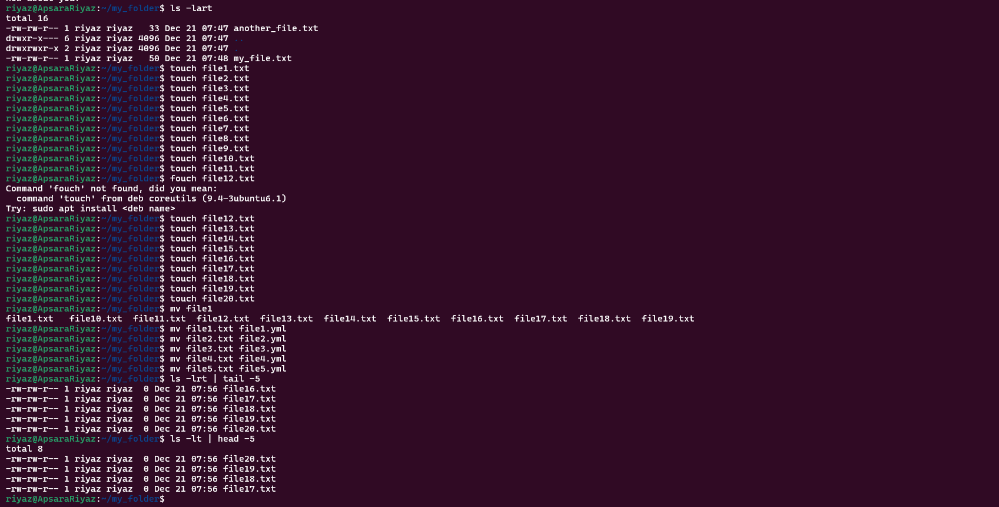 how about you?
riyaz@ApsaraRiyaz:~/my_folder$ ls -lart
total 16
-rw-rw-r-- 1 riyaz riyaz   33 Dec 21 07:47 another_file.txt
drwxr-x--- 6 riyaz riyaz 4096 Dec 21 07:47 ..
drwxrwxr-x 2 riyaz riyaz 4096 Dec 21 07:47 .
-rw-rw-r-- 1 riyaz riyaz   50 Dec 21 07:48 my_file.txt
riyaz@ApsaraRiyaz:~/my_folder$ touch file1.txt
riyaz@ApsaraRiyaz:~/my_folder$ touch file2.txt
riyaz@ApsaraRiyaz:~/my_folder$ touch file3.txt
riyaz@ApsaraRiyaz:~/my_folder$ touch file4.txt
riyaz@ApsaraRiyaz:~/my_folder$ touch file5.txt
riyaz@ApsaraRiyaz:~/my_folder$ touch file6.txt
riyaz@ApsaraRiyaz:~/my_folder$ touch file7.txt
riyaz@ApsaraRiyaz:~/my_folder$ touch file8.txt
riyaz@ApsaraRiyaz:~/my_folder$ touch file9.txt
riyaz@ApsaraRiyaz:~/my_folder$ touch file10.txt
riyaz@ApsaraRiyaz:~/my_folder$ touch file11.txt
riyaz@ApsaraRiyaz:~/my_folder$ fouch file12.txt
Command 'fouch' not found, did you mean:
  command 'touch' from deb coreutils (9.4-3ubuntu6.1)
Try: sudo apt install <deb name>
riyaz@ApsaraRiyaz:~/my_folder$ touch file12.txt
riyaz@ApsaraRiyaz:~/my_folder$ touch file13.txt
riyaz@ApsaraRiyaz:~/my_folder$ touch file14.txt
riyaz@ApsaraRiyaz:~/my_folder$ touch file15.txt
riyaz@ApsaraRiyaz:~/my_folder$ touch file16.txt
riyaz@ApsaraRiyaz:~/my_folder$ touch file17.txt
riyaz@ApsaraRiyaz:~/my_folder$ touch file18.txt
riyaz@ApsaraRiyaz:~/my_folder$ touch file19.txt
riyaz@ApsaraRiyaz:~/my_folder$ touch file20.txt
riyaz@ApsaraRiyaz:~/my_folder$ mv file1
file1.txt   file10.txt  file11.txt  file12.txt  file13.txt  file14.txt  file15.txt  file16.txt  file17.txt  file18.txt  file19.txt
riyaz@ApsaraRiyaz:~/my_folder$ mv file1.txt file1.yml
riyaz@ApsaraRiyaz:~/my_folder$ mv file2.txt file2.yml
riyaz@ApsaraRiyaz:~/my_folder$ mv file3.txt file3.yml
riyaz@ApsaraRiyaz:~/my_folder$ mv file4.txt file4.yml
riyaz@ApsaraRiyaz:~/my_folder$ mv file5.txt file5.yml
riyaz@ApsaraRiyaz:~/my_folder$ ls -lrt | tail -5
-rw-rw-r-- 1 riyaz riyaz  0 Dec 21 07:56 file16.txt
-rw-rw-r-- 1 riyaz riyaz  0 Dec 21 07:56 file17.txt
-rw-rw-r-- 1 riyaz riyaz  0 Dec 21 07:56 file18.txt
-rw-rw-r-- 1 riyaz riyaz  0 Dec 21 07:56 file19.txt
-rw-rw-r-- 1 riyaz riyaz  0 Dec 21 07:56 file20.txt
riyaz@ApsaraRiyaz:~/my_folder$ ls -lt | head -5
total 8
-rw-rw-r-- 1 riyaz riyaz  0 Dec 21 07:56 file20.txt
-rw-rw-r-- 1 riyaz riyaz  0 Dec 21 07:56 file19.txt
-rw-rw-r-- 1 riyaz riyaz  0 Dec 21 07:56 file18.txt
-rw-rw-r-- 1 riyaz riyaz  0 Dec 21 07:56 file17.txt
riyaz@ApsaraRiyaz:~/my_folder$